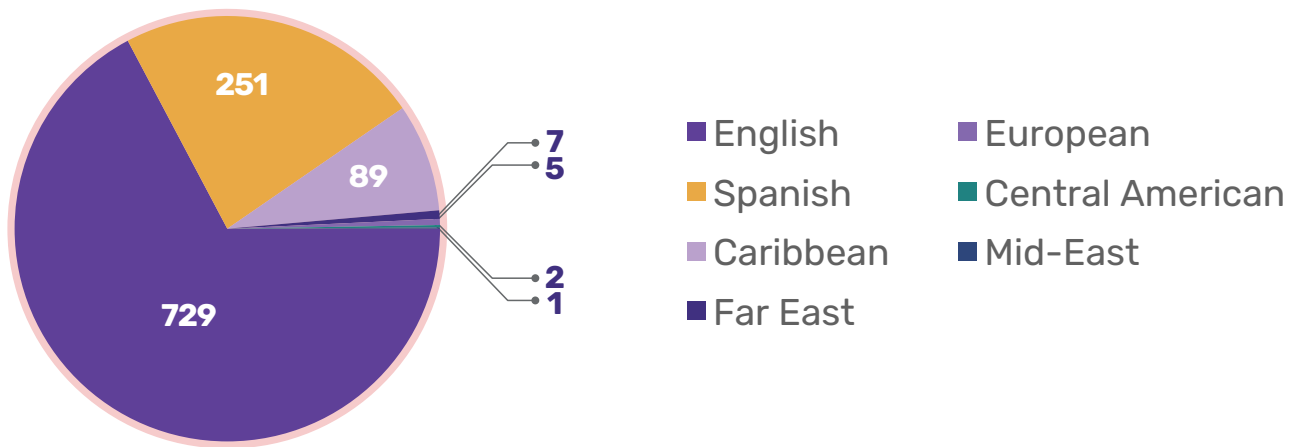 251
89
729
7
5
2
1
English
Spanish
Caribbean
Far East
European
Central American
Mid-East